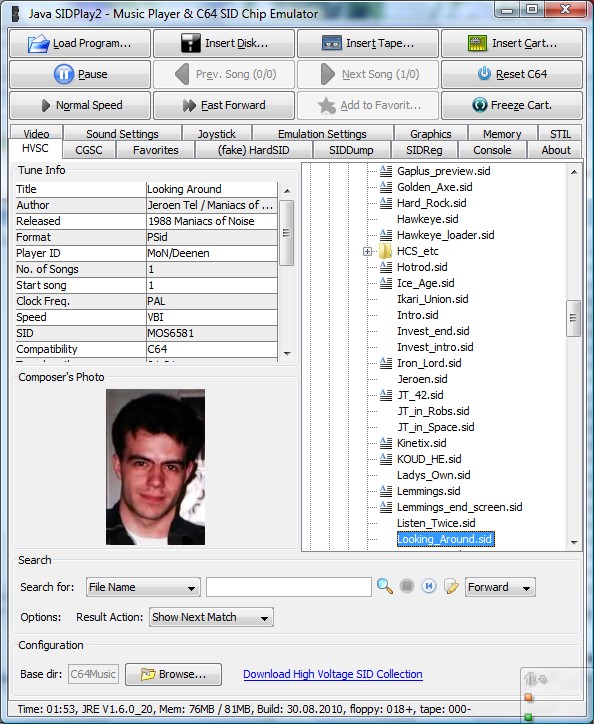 Java SIDPlay2 - Music Player & C64 SID Chip Emulator
Load Program... Insert Disk... Insert Tape... Insert Cart...
Pause Prev. Song (0/0) Next Song (1/0) Reset C64
Normal Speed Fast Forward Add to Favorit... Freeze Cart.
Video Sound Settings Joystick Emulation Settings Graphics Memory STIL
HVSC CGSC Favorites (fake) HardSID SIDDump SIDReg Console About
Tune Info
Title Looking Around
Author Jeroen Tel / Maniacs of ...
Released 1988 Maniacs of Noise
Format PSid
Player ID MoN/Deenen
No. of Songs 1
Start song 1
Clock Freq. PAL
Speed VBI
SID MOS6581
Compatibility C64
Composer's Photo
Gaplus_preview.sid
Golden_Axe.sid
Hard_Rock.sid
Hawkeye.sid
Hawkeye_loader.sid
HCS_etc
Hotrod.sid
Ice_Age.sid
Ikari_Union.sid
Intro.sid
Invest_end.sid
Invest_intro.sid
Iron_Lord.sid
Jeroen.sid
JT_42.sid
JT_in_Robs.sid
JT_in_Space.sid
Kinetix.sid
KOUD_HE.sid
Ladys_Own.sid
Lemmings.sid
Lemmings_end_screen.sid
Listen_Twice.sid
Looking_Around.sid
Search
Search for: File Name Forward
Options: Result Action: Show Next Match
Configuration
Base dir: C64Music Browse... Download High Voltage SID Collection
Time: 01:53, JRE V1.6.0_20, Mem: 76MB / 81MB, Build: 30.08.2010, floppy: 018+, tape: 000-